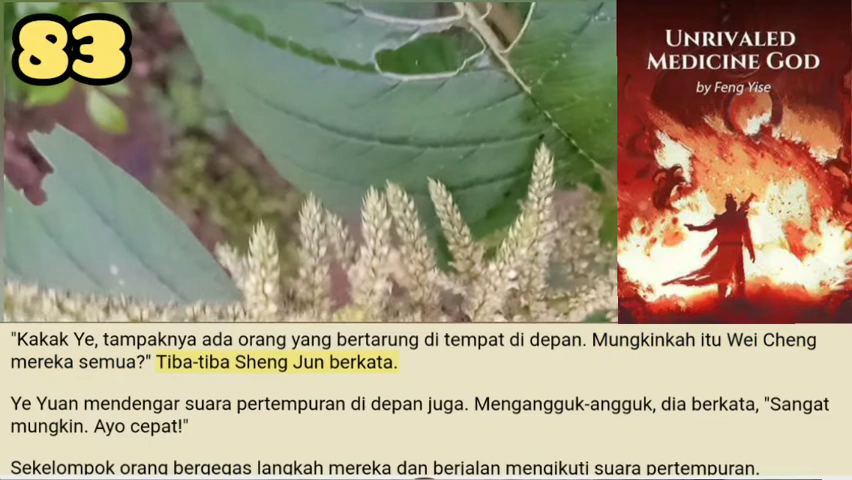 83
UNRIVALED
MEDICINE GOD
by Feng Yise
"Kakak Ye, tampaknya ada orang yang bertarung di tempat di depan. Mungkinkah itu Wei Cheng
mereka semua?" Tiba-tiba Sheng Jun berkata.
Ye Yuan mendengar suara pertempuran di depan juga. Mengangguk-angguk, dia berkata, "Sangat
mungkin. Ayo cepat!"
Sekelompok orang bergegas langkah mereka dan berjalan mengikuti suara pertempuran.